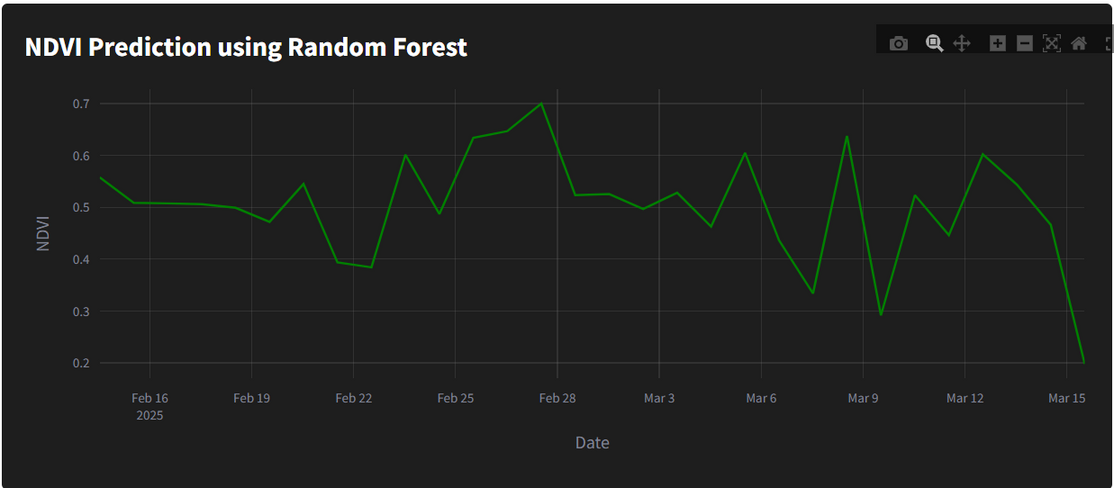 NDVI Prediction using Random Forest
0.7
0.6
0.5
0.4
0.3
0.2
NDVI
Feb 16 Feb 19 Feb 22 Feb 25 Feb 28 Mar 3 Mar 6 Mar 9 Mar 12 Mar 15
2025
Date